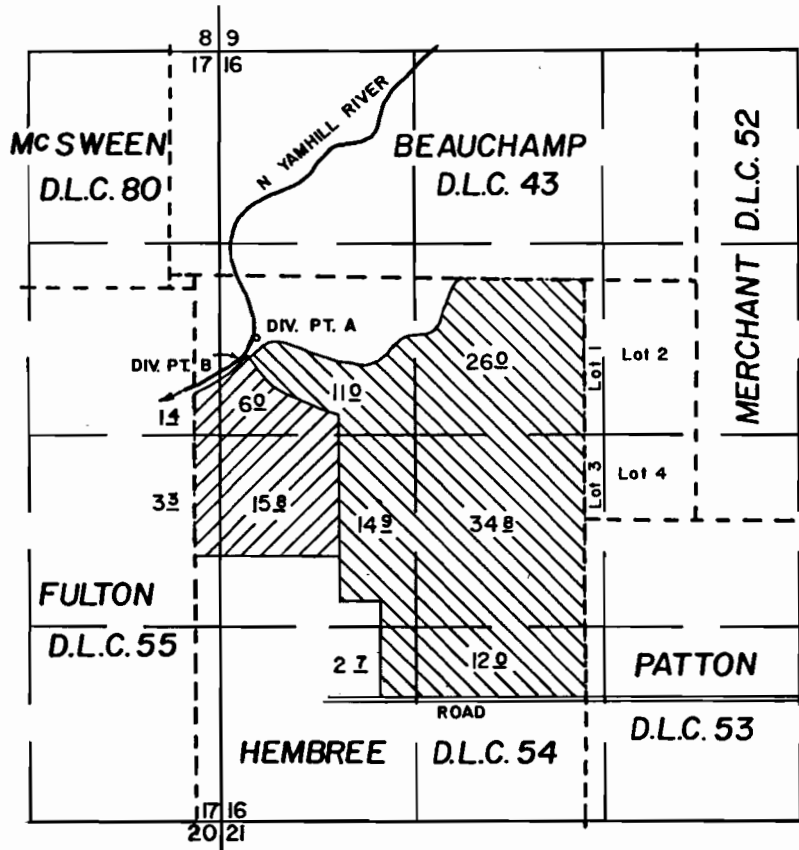 8 9
17 16
N YAMHILL RIVER
McSWEEN
D.L.C. 80
BEAUCHAMP
D.L.C. 43
MERCHANT D.L.C. 52
DIV. PT. A
DIV. PT. B
Lot 1
Lot 2
26.0
11.0
6.0
1.4
Lot 3
Lot 4
3.3
15.8
14.9
34.8
FULTON
D.L.C. 55
2.7
12.0
PATTON
D.L.C. 53
ROAD
HEMBREE D.L.C. 54
17 16
20 21